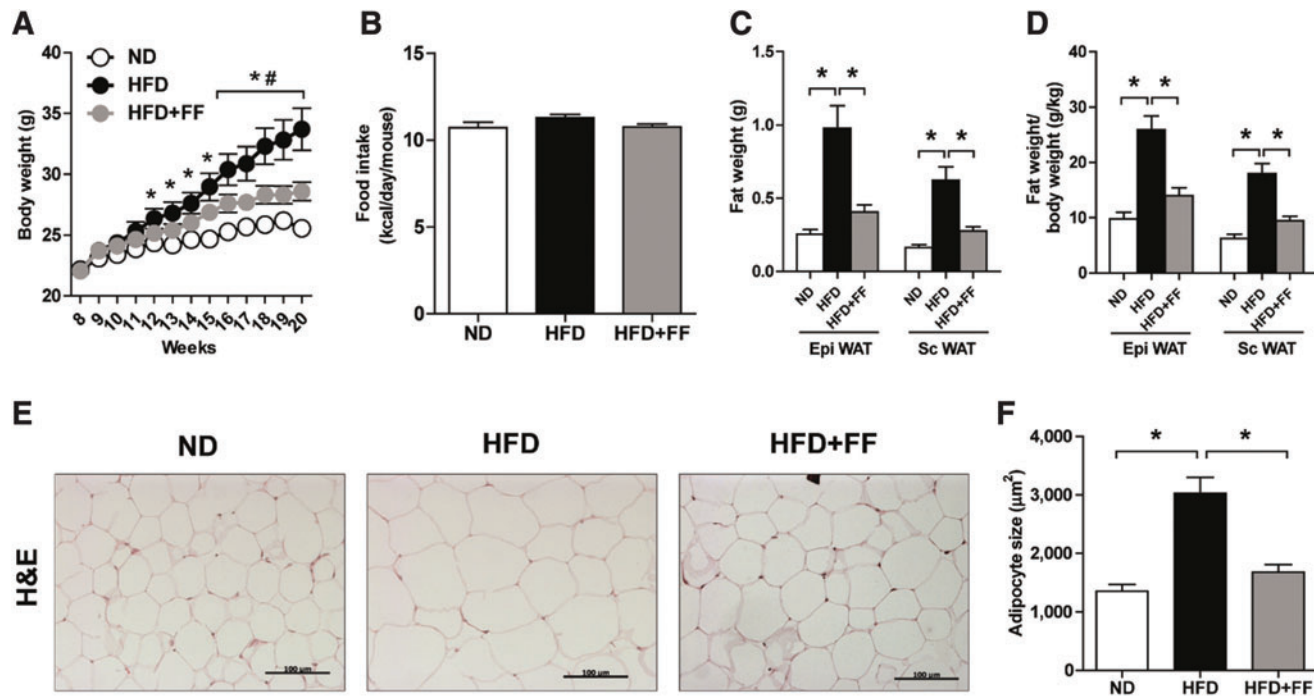 A
Body weight (g)
40
35
30
25
20
ND
HFD
HFD+FF
* #
* * * *
8 9 10 11 12 13 14 15 16 17 18 19 20
Weeks
B
Food intake
(kcal/day/mouse)
15
10
5
0
ND HFD HFD+FF
C
Fat weight (g)
1.5
1.0
0.5
0.0
* *
* *
ND HFD HFD+FF ND HFD HFD+FF
Epi WAT Sc WAT
D
Fat weight/
body weight (g/kg)
40
30
20
10
0
* *
* *
ND HFD HFD+FF ND HFD HFD+FF
Epi WAT Sc WAT
E
ND HFD HFD+FF
H&E
100 µm 100 µm 100 µm
F
Adipocyte size (µm²)
4,000
3,000
2,000
1,000
0
* *
ND HFD HFD+FF